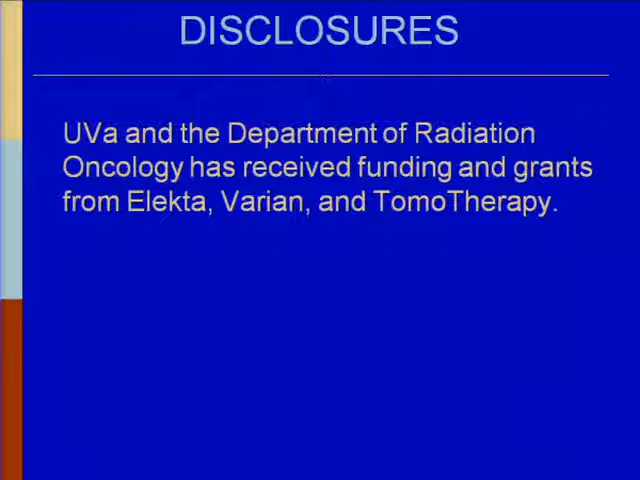 DISCLOSURES
UVa and the Department of Radiation
Oncology has received funding and grants
from Elekta, Varian, and TomoTherapy.